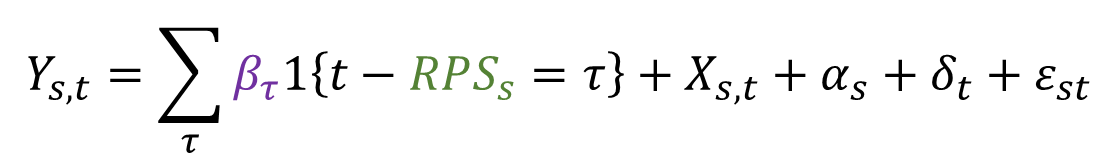 Y_{s,t} = ∑_τ β_τ 1{t − RPS_s = τ} + X_{s,t} + α_s + δ_t + ε_{st}